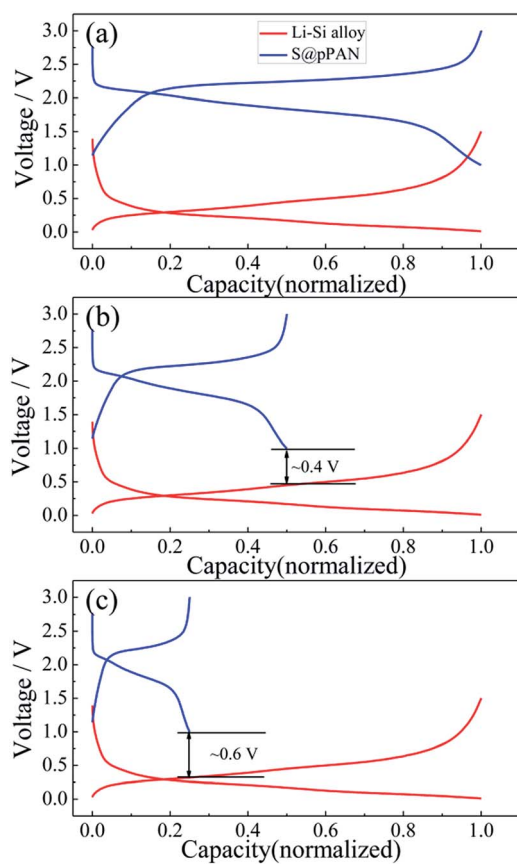 (a)
Li-Si alloy
S@pPAN
Voltage / V
3.0
2.5
2.0
1.5
1.0
0.5
0.0
0.0 0.2 0.4 0.6 0.8 1.0
Capacity(normalized)
(b)
Voltage / V
3.0
2.5
2.0
1.5
1.0
0.5
0.0
~0.4 V
0.0 0.2 0.4 0.6 0.8 1.0
Capacity(normalized)
(c)
Voltage / V
3.0
2.5
2.0
1.5
1.0
0.5
0.0
~0.6 V
0.0 0.2 0.4 0.6 0.8 1.0
Capacity(normalized)